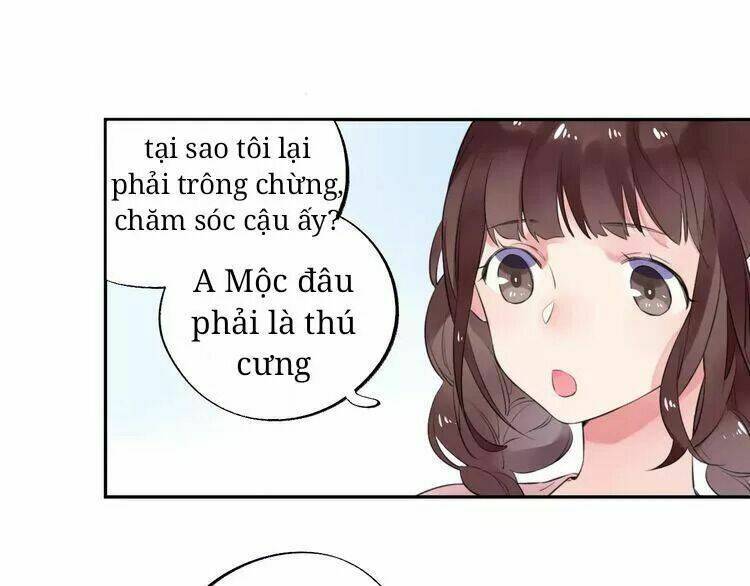 tại sao tôi lại
phải trông chừng,
chăm sóc cậu ấy?
A Mộc đâu
phải là thú
cưng